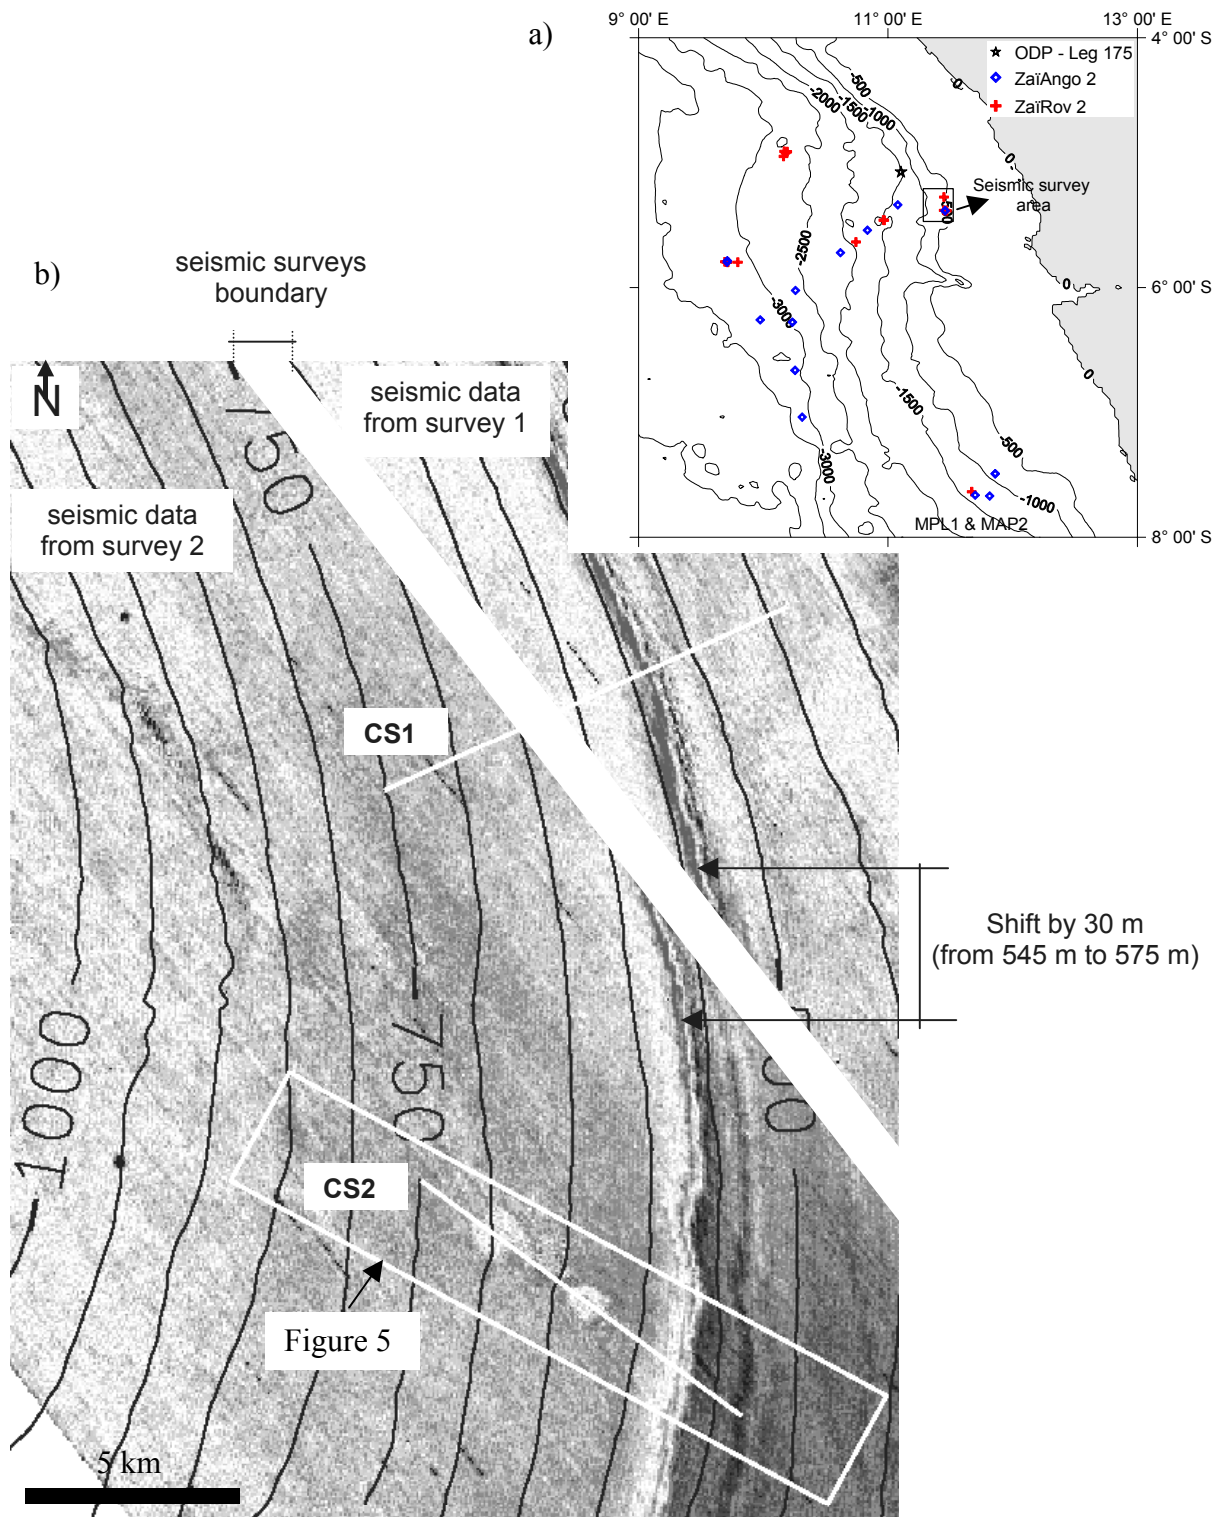 a)
9° 00' E
11° 00' E
13° 00' E
4° 00' S
6° 00' S
8° 00' S
ODP - Leg 175
ZaïAngo 2
ZaïRov 2
-500
-1000
-1500
-2000
0
0
0
0
-500
Seismic survey
area
-2500
-3000
-1500
-500
-1000
-3000
MPL1 & MAP2
b)
seismic surveys
boundary
N
seismic data
from survey 1
seismic data
from survey 2
CS1
Shift by 30 m
(from 545 m to 575 m)
1000
750
CS2
Figure 5
5 km